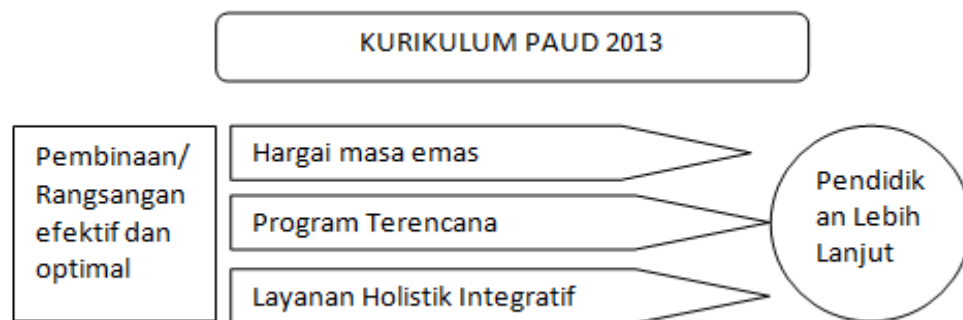 KURIKULUM PAUD 2013
Pembinaan/
Rangsangan
efektif dan
optimal
Hargai masa emas
Program Terencana
Layanan Holistik Integratif
Pendidik
an Lebih
Lanjut